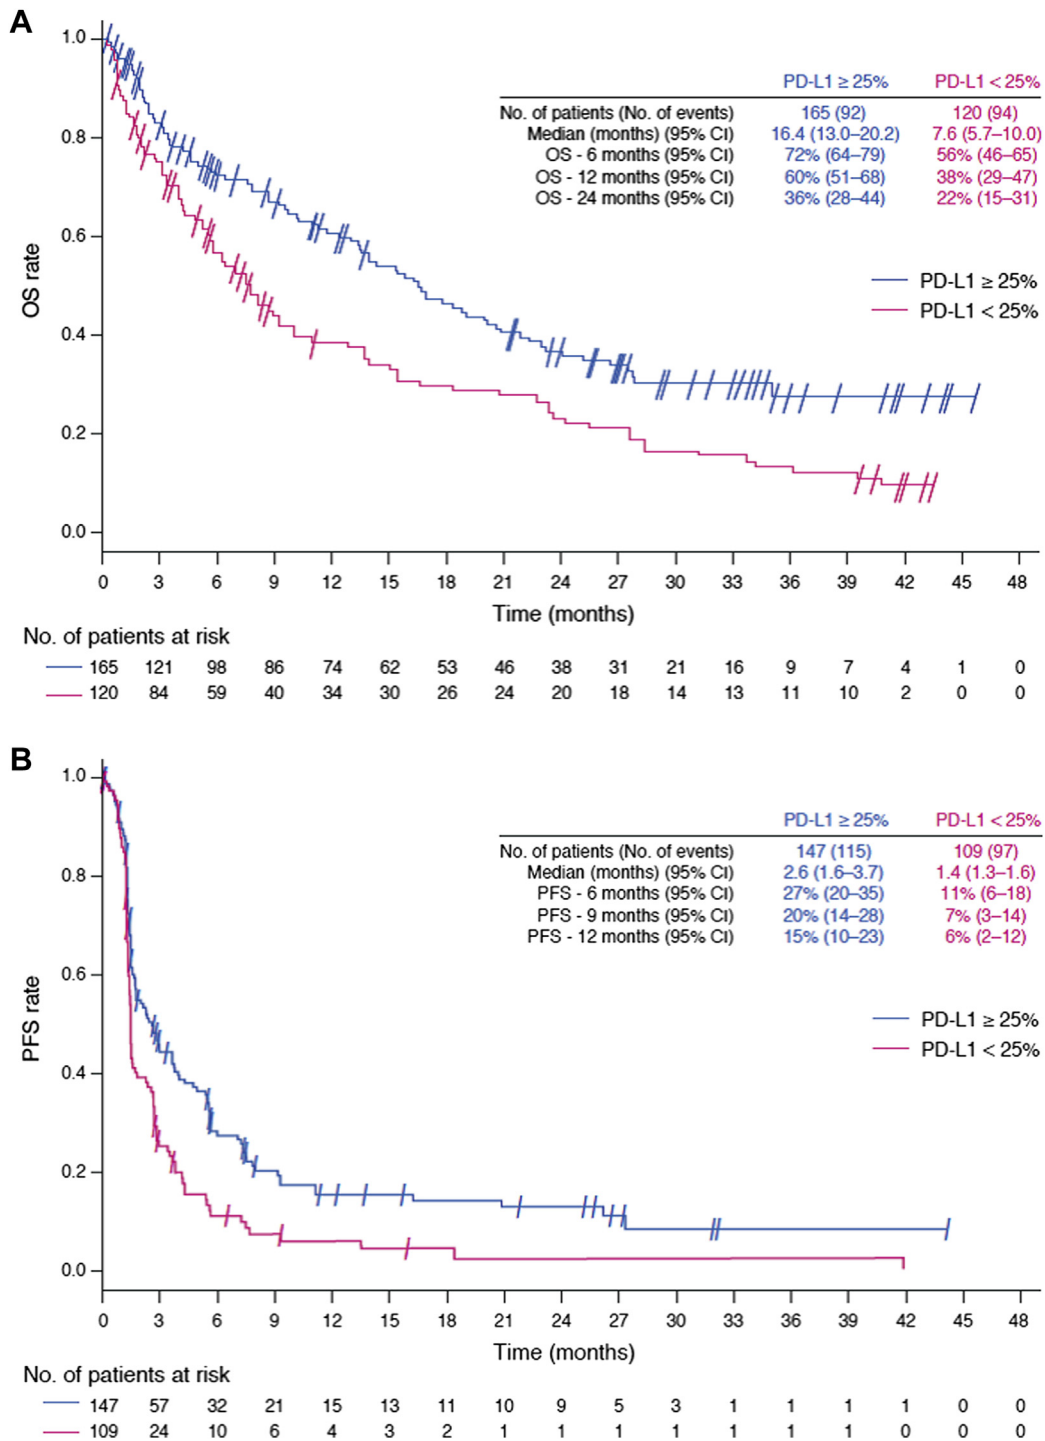 A
PD-L1 ≥ 25% PD-L1 < 25%
No. of patients (No. of events) 165 (92) 120 (94)
Median (months) (95% CI) 16.4 (13.0–20.2) 7.6 (5.7–10.0)
OS - 6 months (95% CI) 72% (64–79) 56% (46–65)
OS - 12 months (95% CI) 60% (51–68) 38% (29–47)
OS - 24 months (95% CI) 36% (28–44) 22% (15–31)
PD-L1 ≥ 25%
PD-L1 < 25%
OS rate
1.0
0.8
0.6
0.4
0.2
0.0
0 3 6 9 12 15 18 21 24 27 30 33 36 39 42 45 48
Time (months)
No. of patients at risk
165 121 98 86 74 62 53 46 38 31 21 16 9 7 4 1 0
120 84 59 40 34 30 26 24 20 18 14 13 11 10 2 0 0
B
PD-L1 ≥ 25% PD-L1 < 25%
No. of patients (No. of events) 147 (115) 109 (97)
Median (months) (95% CI) 2.6 (1.6–3.7) 1.4 (1.3–1.6)
PFS - 6 months (95% CI) 27% (20–35) 11% (6–18)
PFS - 9 months (95% CI) 20% (14–28) 7% (3–14)
PFS - 12 months (95% CI) 15% (10–23) 6% (2–12)
PD-L1 ≥ 25%
PD-L1 < 25%
PFS rate
1.0
0.8
0.6
0.4
0.2
0.0
0 3 6 9 12 15 18 21 24 27 30 33 36 39 42 45 48
Time (months)
No. of patients at risk
147 57 32 21 15 13 11 10 9 5 3 1 1 1 1 0 0
109 24 10 6 4 3 2 1 1 1 1 1 1 1 0 0 0